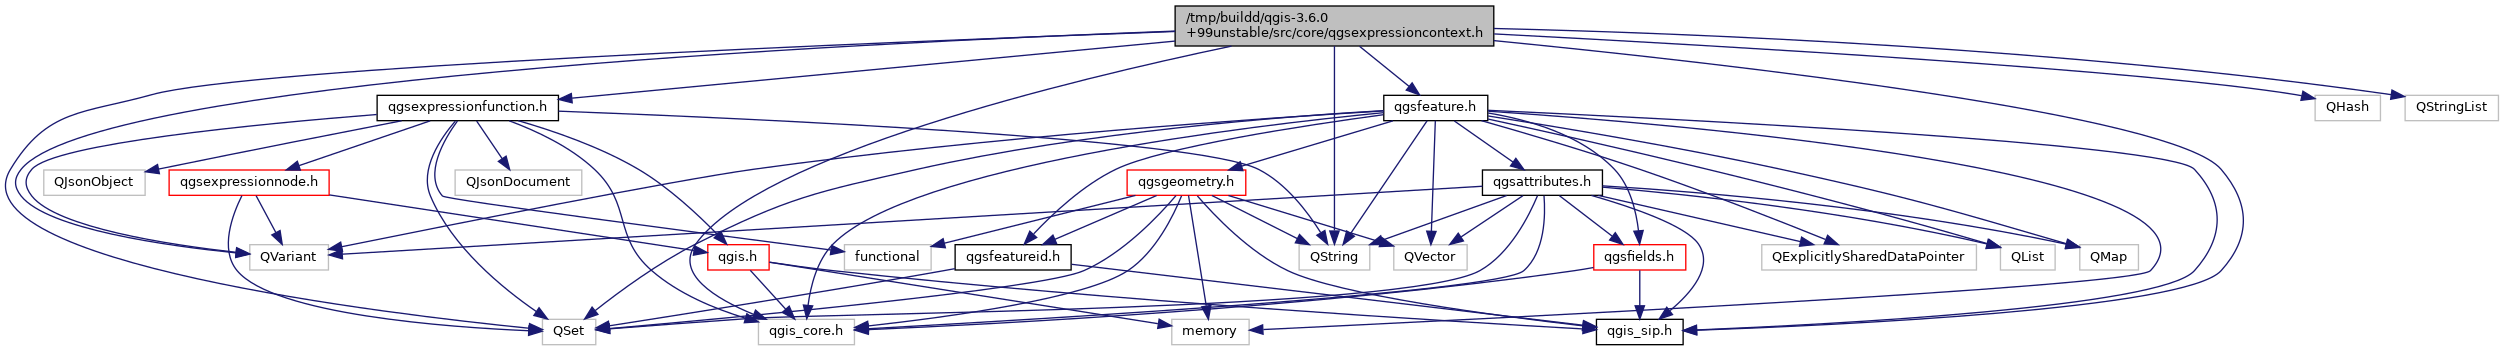 /tmp/buildd/qgis-3.6.0
+99unstable/src/core/qgsexpressioncontext.h
qgsexpressionfunction.h
qgsfeature.h
QHash
QStringList
QJsonObject
qgsexpressionnode.h
QJsonDocument
qgsgeometry.h
qgsattributes.h
QVariant
qgis.h
functional
qgsfeatureid.h
QString
QVector
qgsfields.h
QExplicitlySharedDataPointer
QList
QMap
QSet
qgis_core.h
memory
qgis_sip.h